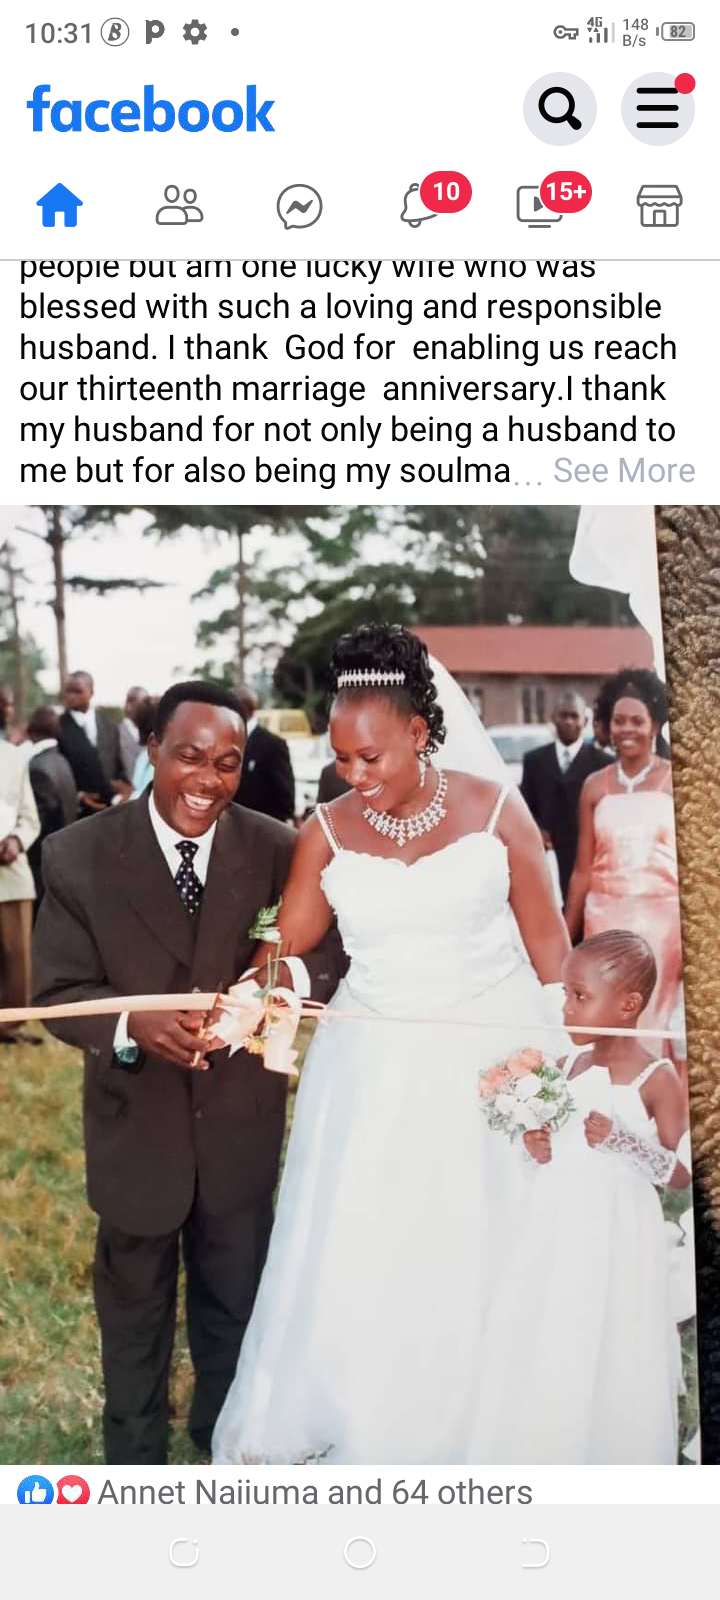 10:31
4G
148
B/s
82
facebook
10
15+
people but am one lucky wife who was
blessed with such a loving and responsible
husband. I thank  God for  enabling us reach
our thirteenth marriage  anniversary.I thank
my husband for not only being a husband to
me but for also being my soulma... See More
Annet Naijuma and 64 others